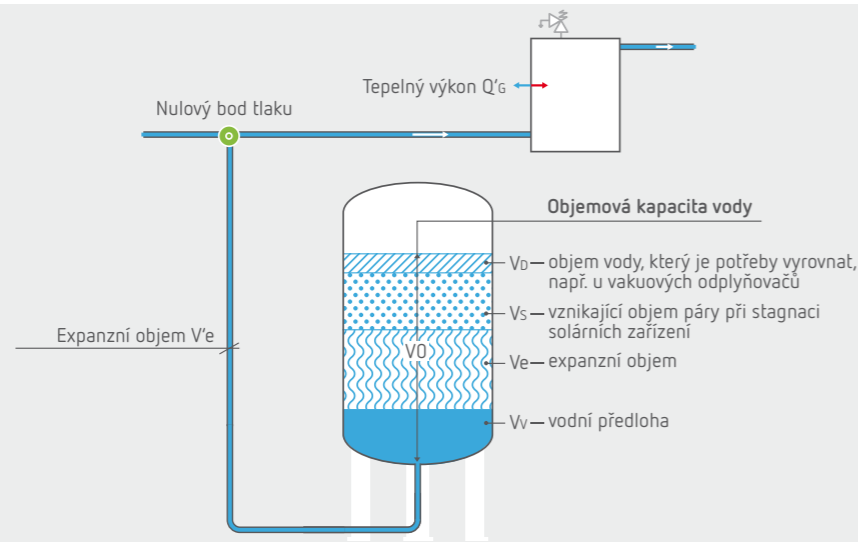 Tepelný výkon Q'G
Nulový bod tlaku
Objemová kapacita vody
VD — objem vody, který je potřeby vyrovnat,
např. u vakuových odplyňovačů
VS — vznikající objem páry při stagnaci
solárních zařízení
Expanzní objem V'e
V0
Ve — expanzní objem
VV — vodní předloha